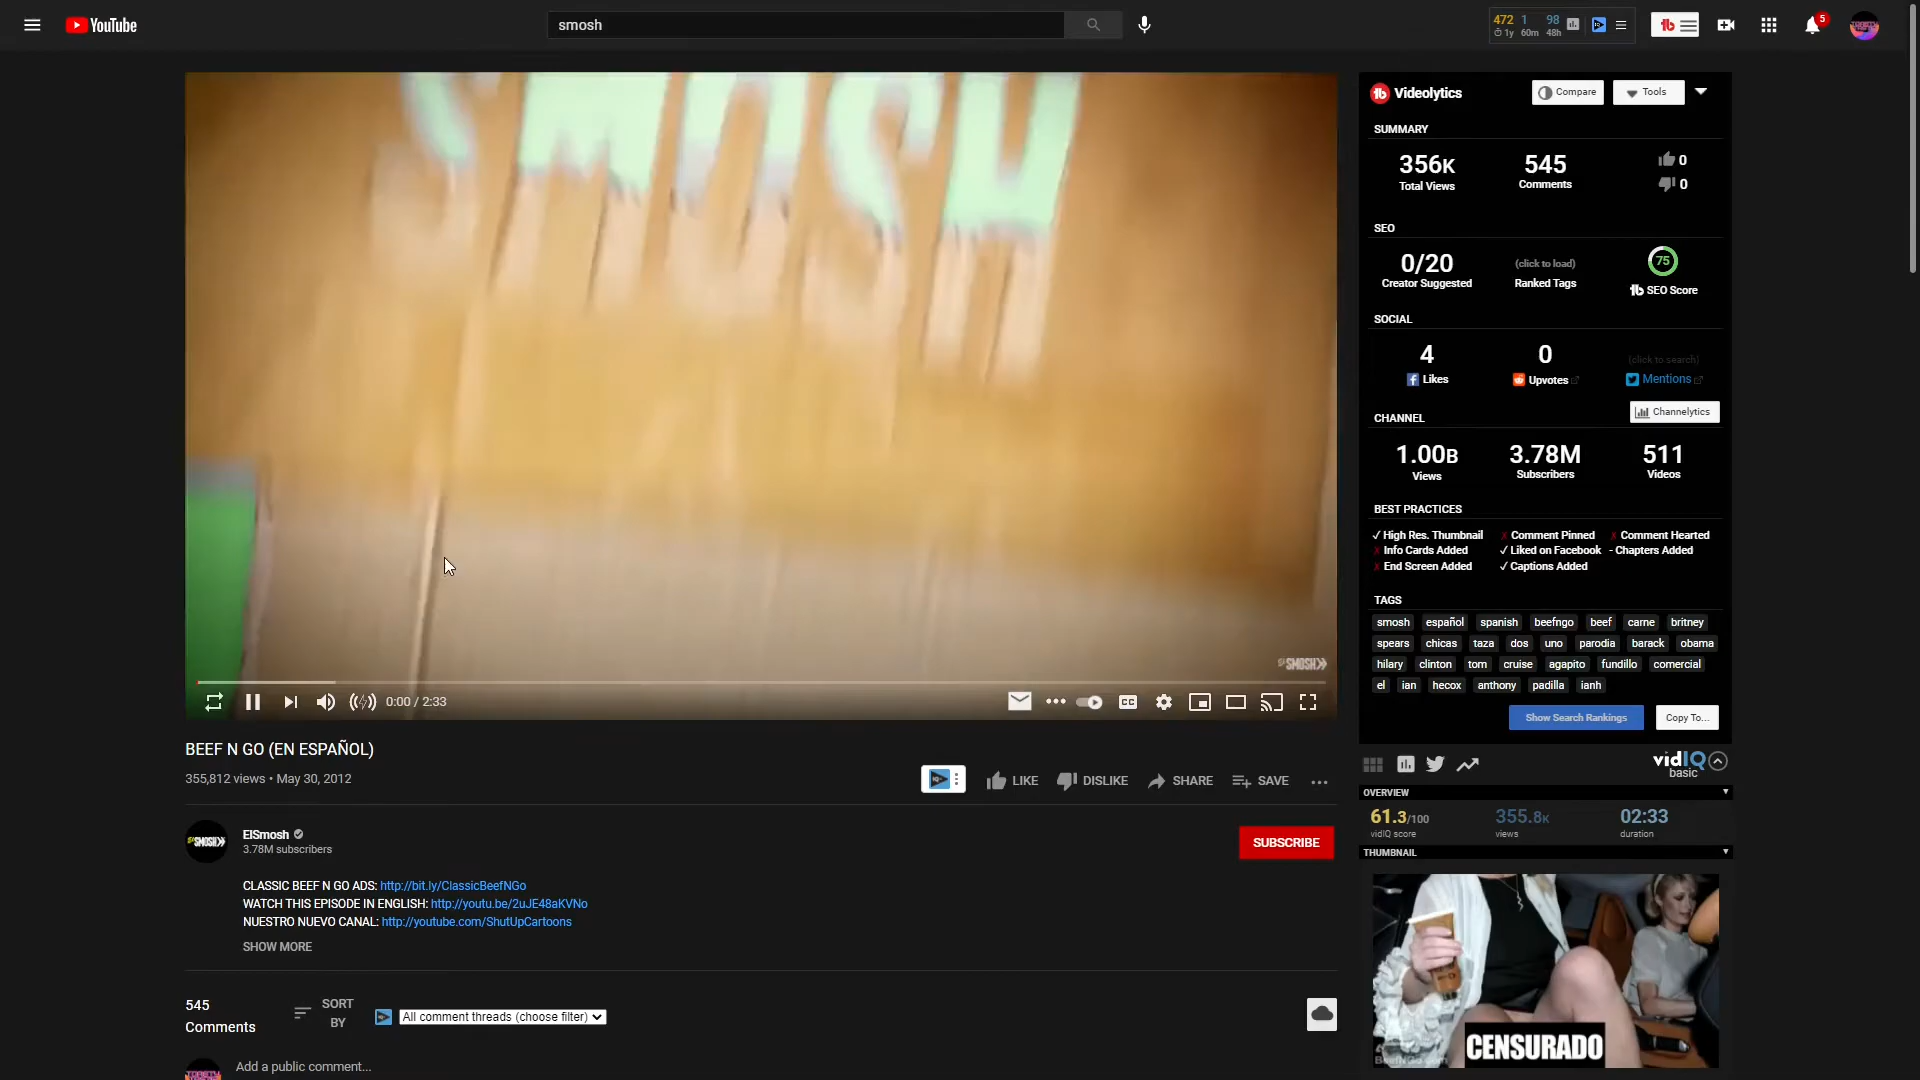 YouTube
smosh
472 1 98
1y 60m 48h
5
SMOSH
ElSMOSH
0:00 / 2:33
CC
BEEF N GO (EN ESPAÑOL)
355,812 views • May 30, 2012
LIKE DISLIKE SHARE SAVE
ElSmosh
3.78M subscribers
SUBSCRIBE
CLASSIC BEEF N GO ADS: http://bit.ly/ClassicBeefNGo
WATCH THIS EPISODE IN ENGLISH: http://youtu.be/2uJE48aKVNo
NUESTRO NUEVO CANAL: http://youtube.com/ShutUpCartoons
SHOW MORE
545
Comments
SORT
BY
All comment threads (choose filter)
Add a public comment...
Videolytics
Compare
Tools
SUMMARY
356K 545 0
Total Views Comments 0
SEO
0/20 (click to load) 75
Creator Suggested Ranked Tags SEO Score
SOCIAL
4 0 (click to search)
Likes Upvotes Mentions
CHANNEL
Channelytics
1.00B 3.78M 511
Views Subscribers Videos
BEST PRACTICES
✓ High Res. Thumbnail ✗ Comment Pinned ✗ Comment Hearted
✗ Info Cards Added ✓ Liked on Facebook - Chapters Added
✗ End Screen Added ✓ Captions Added
TAGS
smosh español spanish beefngo beef carne britney
spears chicas taza dos uno parodia barack obama
hilary clinton tom cruise agapito fundillo comercial
el ian hecox anthony padilla ianh
Show Search Rankings
Copy To...
vidIQ
basic
OVERVIEW
61.3/100 355.8K 02:33
vidIQ score views duration
THUMBNAIL
CENSURADO